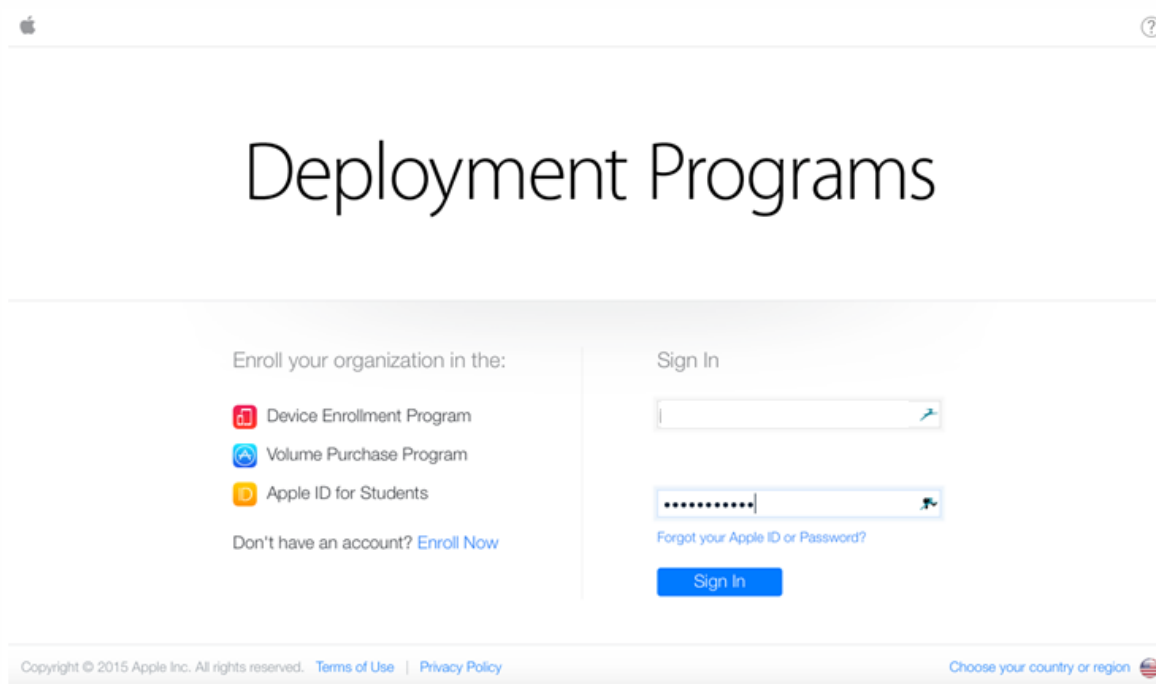 ?
Deployment Programs
Enroll your organization in the:
Device Enrollment Program
Volume Purchase Program
Apple ID for Students
Don't have an account? Enroll Now
Sign In
•••••••••••
Forgot your Apple ID or Password?
Sign In
Copyright © 2015 Apple Inc. All rights reserved. Terms of Use | Privacy Policy
Choose your country or region